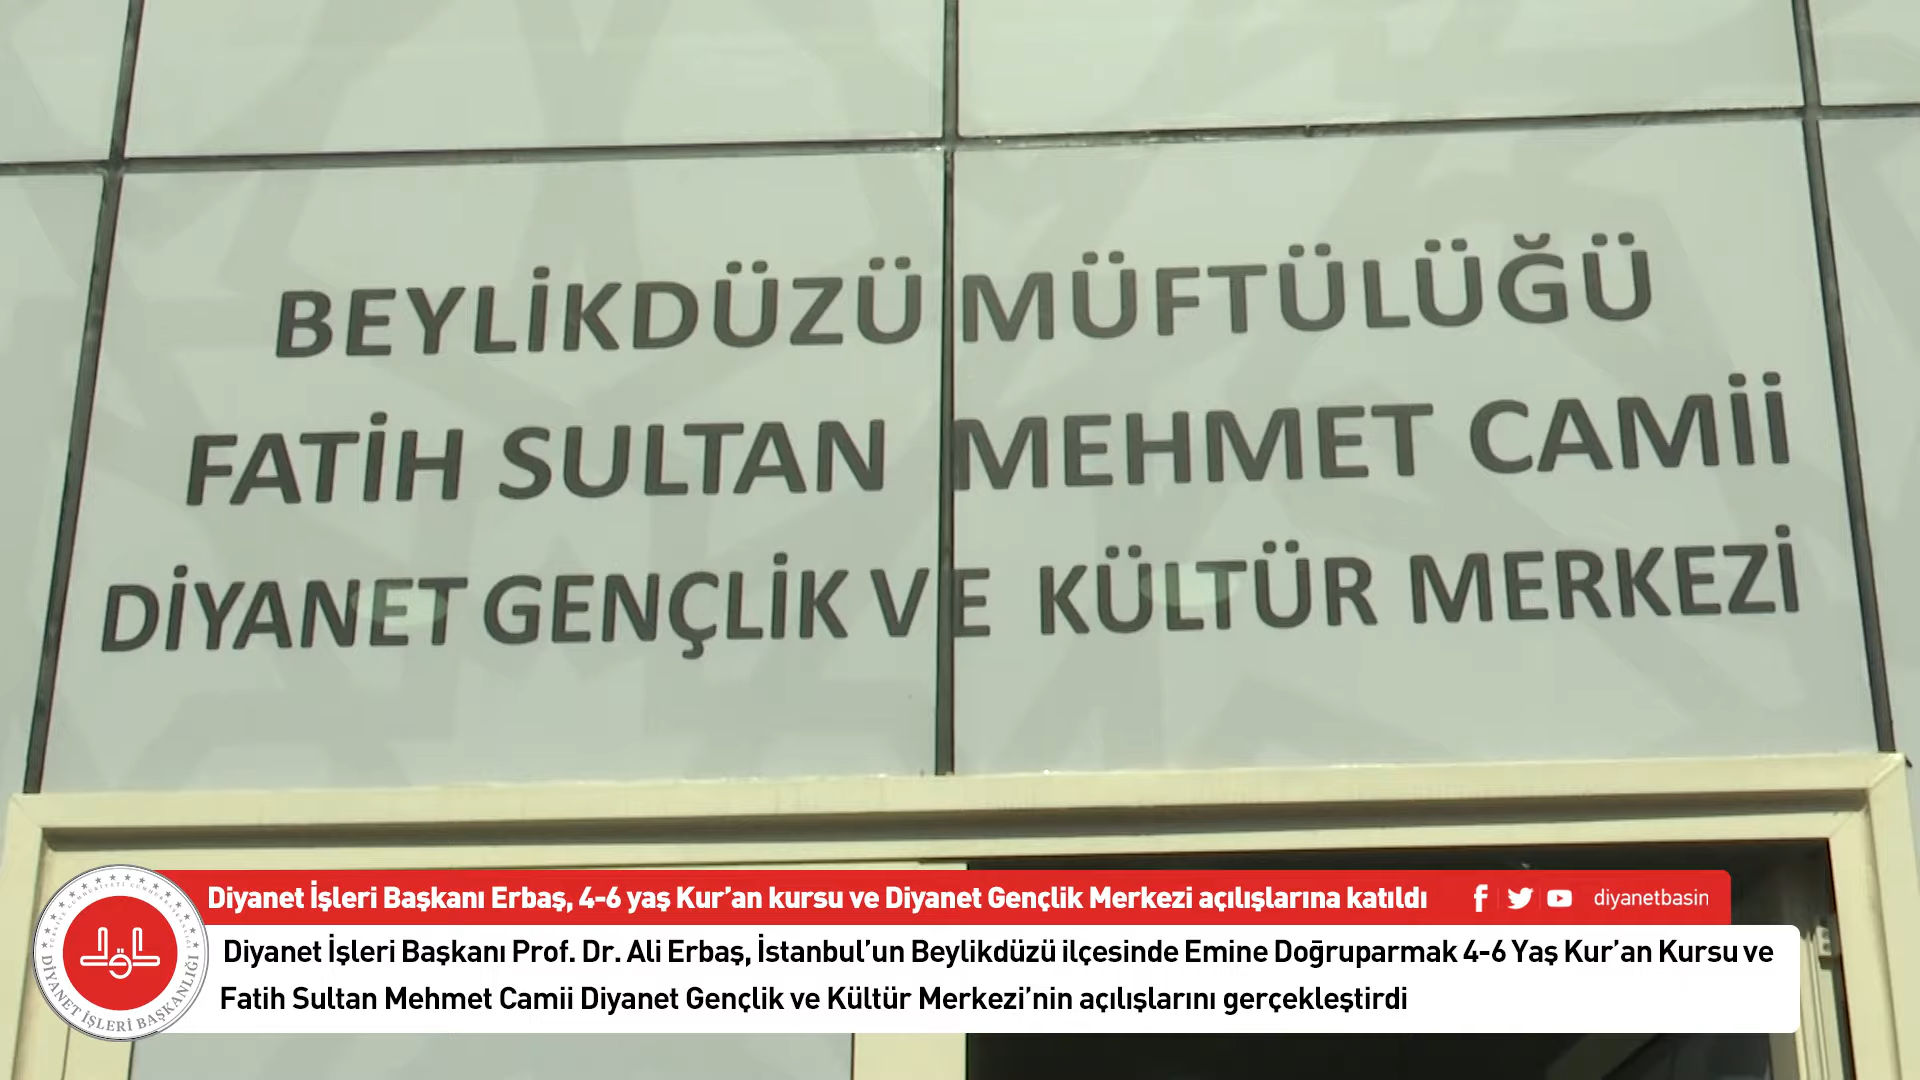 BEYLİKDÜZÜ MÜFTÜLÜĞÜ
FATİH SULTAN MEHMET CAMİİ
DİYANET GENÇLİK VE KÜLTÜR MERKEZİ
Diyanet İşleri Başkanı Erbaş, 4-6 yaş Kur’an kursu ve Diyanet Gençlik Merkezi açılışlarına katıldı
diyanetbasin
Diyanet İşleri Başkanı Prof. Dr. Ali Erbaş, İstanbul’un Beylikdüzü ilçesinde Emine Doğruparmak 4-6 Yaş Kur’an Kursu ve
Fatih Sultan Mehmet Camii Diyanet Gençlik ve Kültür Merkezi’nin açılışlarını gerçekleştirdi
DİYANET İŞLERİ BAŞKANLIĞI